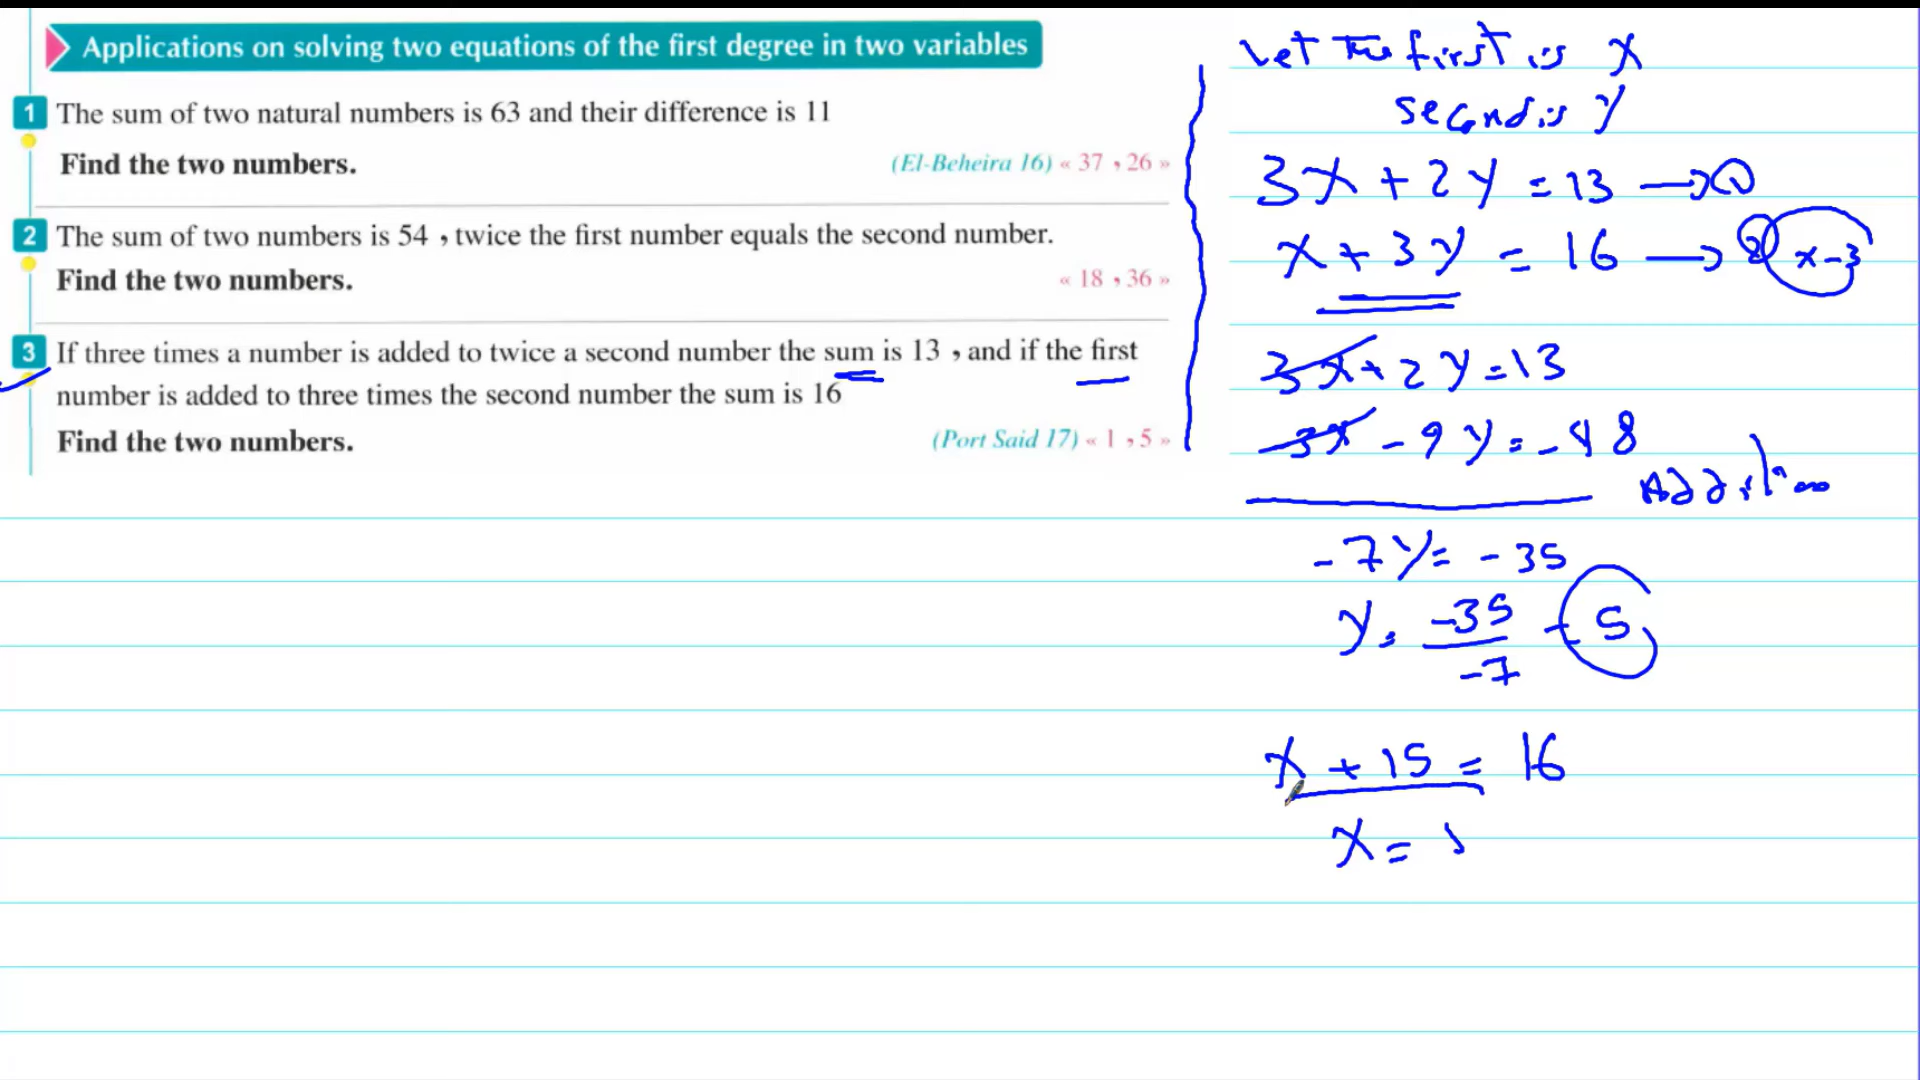 Applications on solving two equations of the first degree in two variables
1 The sum of two natural numbers is 63 and their difference is 11
Find the two numbers. (El-Beheira 16) « 37 , 26 »
2 The sum of two numbers is 54 , twice the first number equals the second number.
Find the two numbers. « 18 , 36 »
3 If three times a number is added to twice a second number the sum is 13 , and if the first
number is added to three times the second number the sum is 16
Find the two numbers. (Port Said 17) « 1 , 5 »
Let the first is x
second is y
3x + 2y = 13 → 1
x + 3y = 16 → 2 x-3
3x + 2y = 13
-3x - 9y = -48
Addition
-7y = -35
y = -35/-7 = 5
x + 15 = 16
x = 1